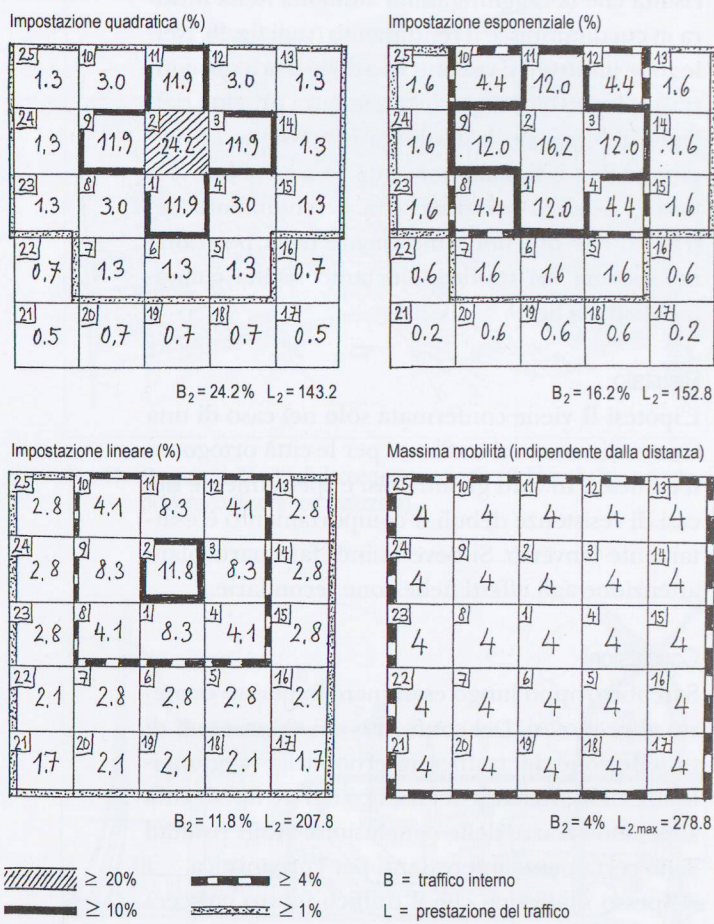 Impostazione quadratica (%)
25 10 11 12 13
1.3 3.0 11.9 3.0 1.3
24 9 2 3 14
1,3 11.9 24.2 11.9 1.3
23 8 1 4 15
1.3 3.0 11.9 3.0 1.3
22 7 6 5 16
0.7 1.3 1.3 1.3 0.7
21 20 19 18 17
0.5 0.7 0.7 0.7 0.5
B2 = 24.2% L2 = 143.2
Impostazione esponenziale (%)
25 10 11 12 13
1.6 4.4 12.0 4.4 1.6
24 9 2 3 14
1.6 12.0 16,2 12.0 1.6
23 8 1 4 15
1.6 4.4 12.0 4.4 1.6
22 7 6 5 16
0.6 1.6 1.6 1.6 0.6
21 20 19 18 17
0.2 0.6 0.6 0.6 0.2
B2 = 16.2% L2 = 152.8
Impostazione lineare (%)
25 10 11 12 13
2.8 4.1 8.3 4.1 2.8
24 9 2 3 14
2,8 8.3 11.8 8.3 2.8
23 8 1 4 15
2.8 4.1 8.3 4.1 2.8
22 7 6 5 16
2.1 2.8 2.8 2.8 2.1
21 20 19 18 17
1.7 2.1 2.1 2.1 1.7
B2 = 11.8% L2 = 207.8
Massima mobilità (indipendente dalla distanza)
25 10 11 12 13
4 4 4 4 4
24 9 2 3 14
4 4 4 4 4
23 8 1 4 15
4 4 4 4 4
22 7 6 5 16
4 4 4 4 4
21 20 19 18 17
4 4 4 4 4
B2 = 4% L2.max = 278.8
≥ 20% ≥ 4% B = traffico interno
≥ 10% ≥ 1% L = prestazione del traffico